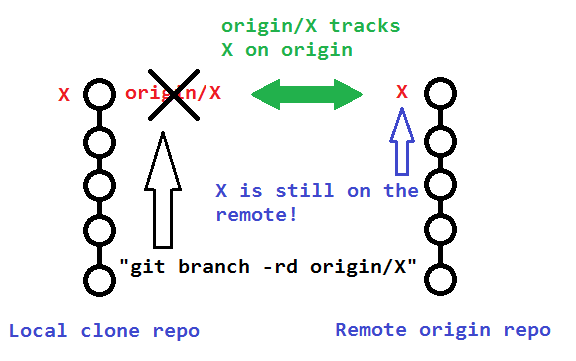 origin/X tracks
X on origin
X
origin/X
X
X is still on the
remote!
"git branch -rd origin/X"
Local clone repo
Remote origin repo